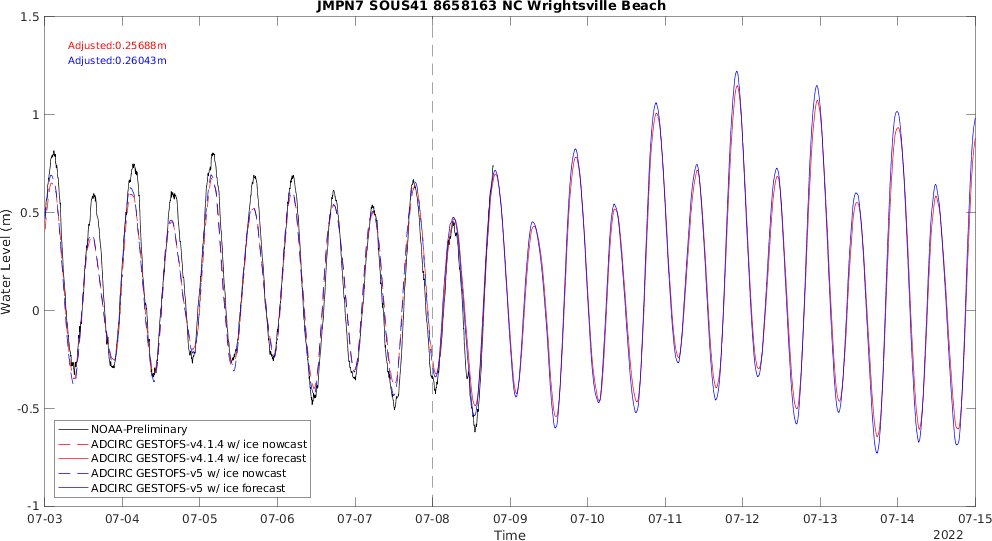 JMPN7 SOUS41 8658163 NC Wrightsville Beach
1.5
Adjusted:0.25688m
Adjusted:0.26043m
1
0.5
Water Level (m)
0
-0.5
NOAA-Preliminary
ADCIRC GESTOFS-v4.1.4 w/ ice nowcast
ADCIRC GESTOFS-v4.1.4 w/ ice forecast
ADCIRC GESTOFS-v5 w/ ice nowcast
ADCIRC GESTOFS-v5 w/ ice forecast
-1
07-03 07-04 07-05 07-06 07-07 07-08 07-09 07-10 07-11 07-12 07-13 07-14 07-15
Time
2022